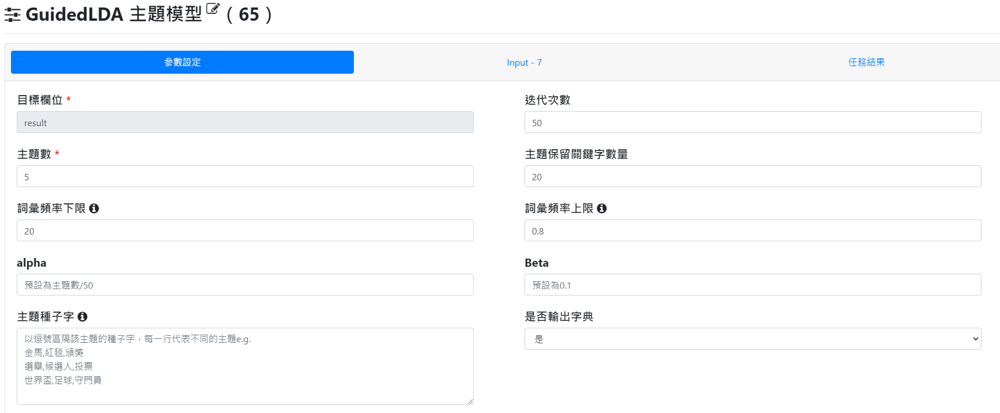 GuidedLDA 主題模型 ( 65 )
參數設定
Input - 7
任務結果
目標欄位 *
迭代次數
result
50
主題數 *
主題保留關鍵字數量
5
20
詞彙頻率下限
詞彙頻率上限
20
0.8
alpha
Beta
預設為主題數/50
預設為0.1
主題種子字
是否輸出字典
以逗號區隔該主題的種子字，每一行代表不同的主題e.g.
是
金馬,紅毯,頒獎
選舉,候選人,投票
世界盃,足球,守門員